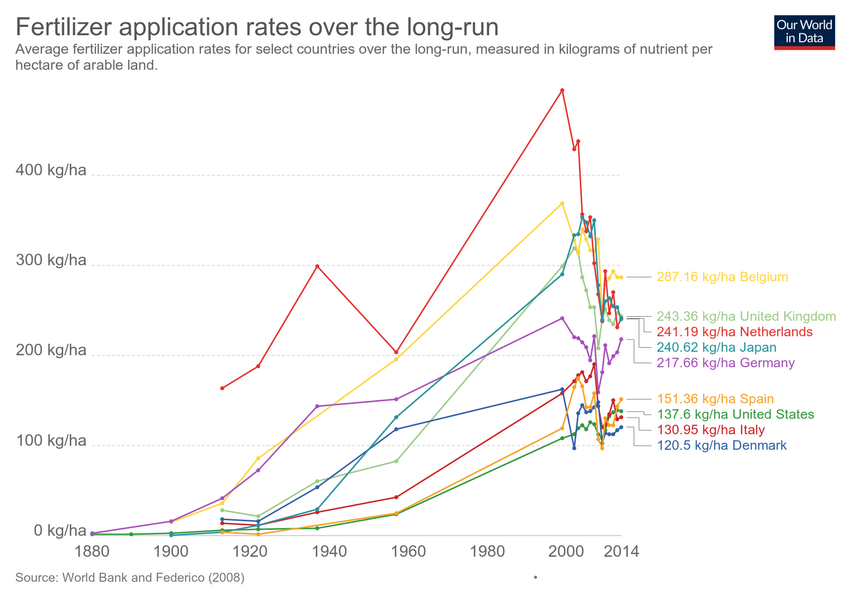 Fertilizer application rates over the long-run
Our World
in Data
Average fertilizer application rates for select countries over the long-run, measured in kilograms of nutrient per
hectare of arable land.
400 kg/ha
300 kg/ha
200 kg/ha
100 kg/ha
0 kg/ha
287.16 kg/ha Belgium
243.36 kg/ha United Kingdom
241.19 kg/ha Netherlands
240.62 kg/ha Japan
217.66 kg/ha Germany
151.36 kg/ha Spain
137.6 kg/ha United States
130.95 kg/ha Italy
120.5 kg/ha Denmark
1880 1900 1920 1940 1960 1980 2000 2014
Source: World Bank and Federico (2008)